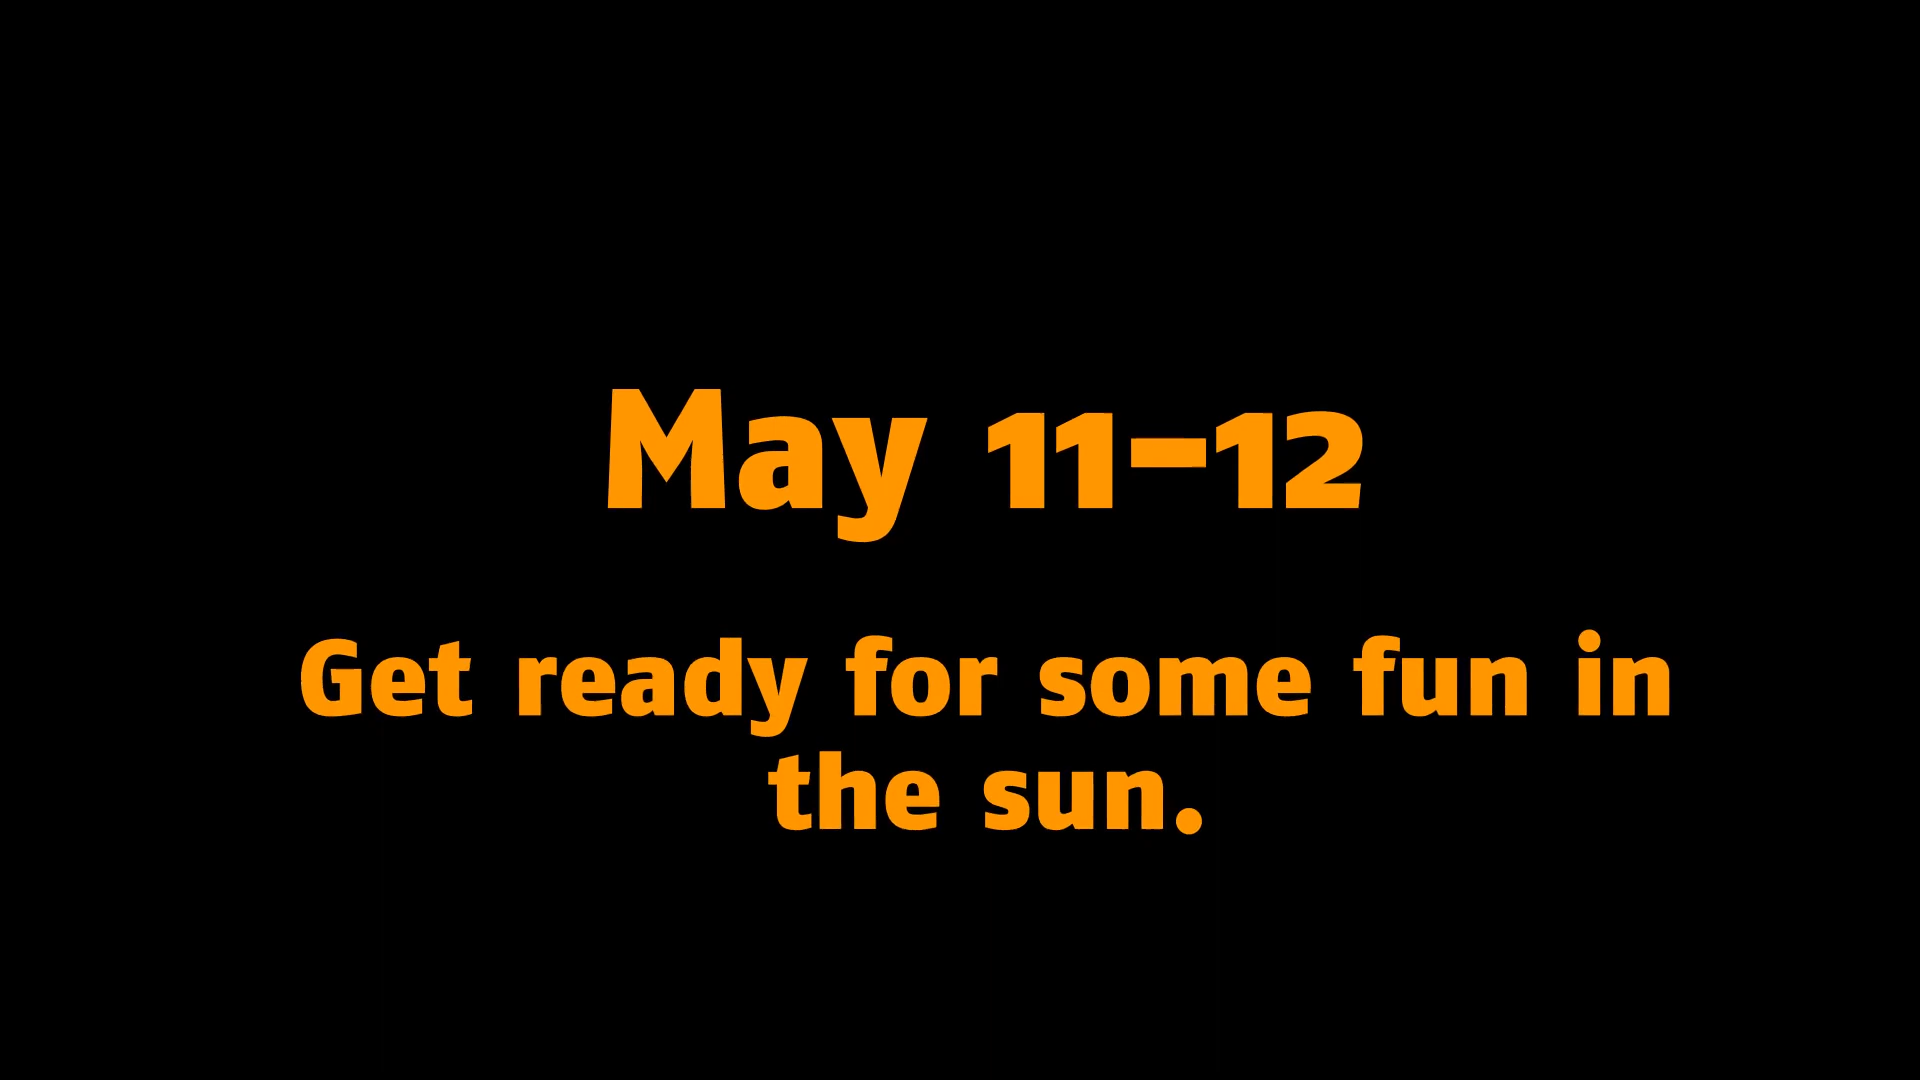 May 11–12
Get ready for some fun in
the sun.